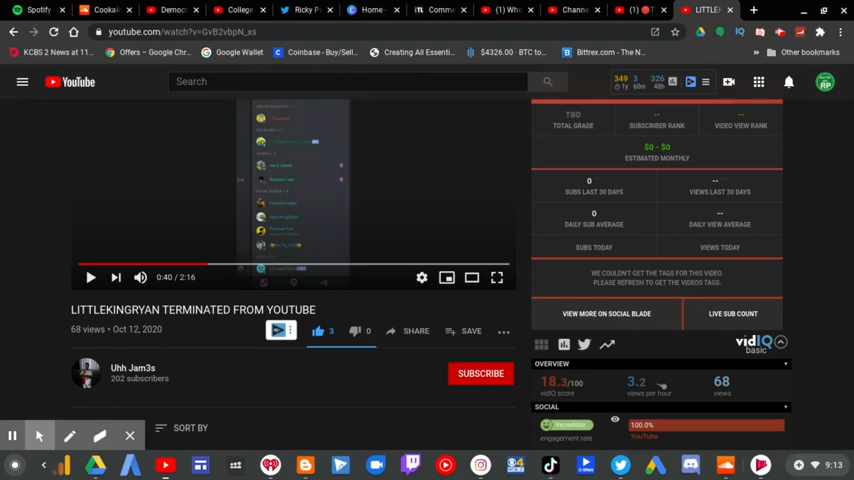 Spotify
CookaB
Democ
College
Ricky P
Home -
Comme
(1) Who
Channe
(1)
LITTLEK
youtube.com/watch?v=GvB2vbpN_xs
KCBS 2 News at 11...
Offers – Google Chr...
Google Wallet
Coinbase - Buy/Sell...
Creating All Essenti...
$4326.00 - BTC to...
Bittrex.com - The N...
Other bookmarks
YouTube
Search
349 3 326
1y 60m 48h
RP
TBD
TOTAL GRADE
--
SUBSCRIBER RANK
--
VIDEO VIEW RANK
$0 - $0
ESTIMATED MONTHLY
0
SUBS LAST 30 DAYS
--
VIEWS LAST 30 DAYS
0
DAILY SUB AVERAGE
--
DAILY VIEW AVERAGE
SUBS TODAY
VIEWS TODAY
WE COULDN'T GET THE TAGS FOR THIS VIDEO.
PLEASE REFRESH TO GET THE VIDEOS TAGS.
VIEW MORE ON SOCIAL BLADE
LIVE SUB COUNT
0:40 / 2:16
LITTLEKINGRYAN TERMINATED FROM YOUTUBE
68 views • Oct 12, 2020
3
0
SHARE
SAVE
Uhh Jam3s
202 subscribers
SUBSCRIBE
SORT BY
vidIQ
basic
OVERVIEW
18.3/100
vidIQ score
3.2
views per hour
68
views
SOCIAL
Incredible
engagement rate
100.0%
YouTube
9:13